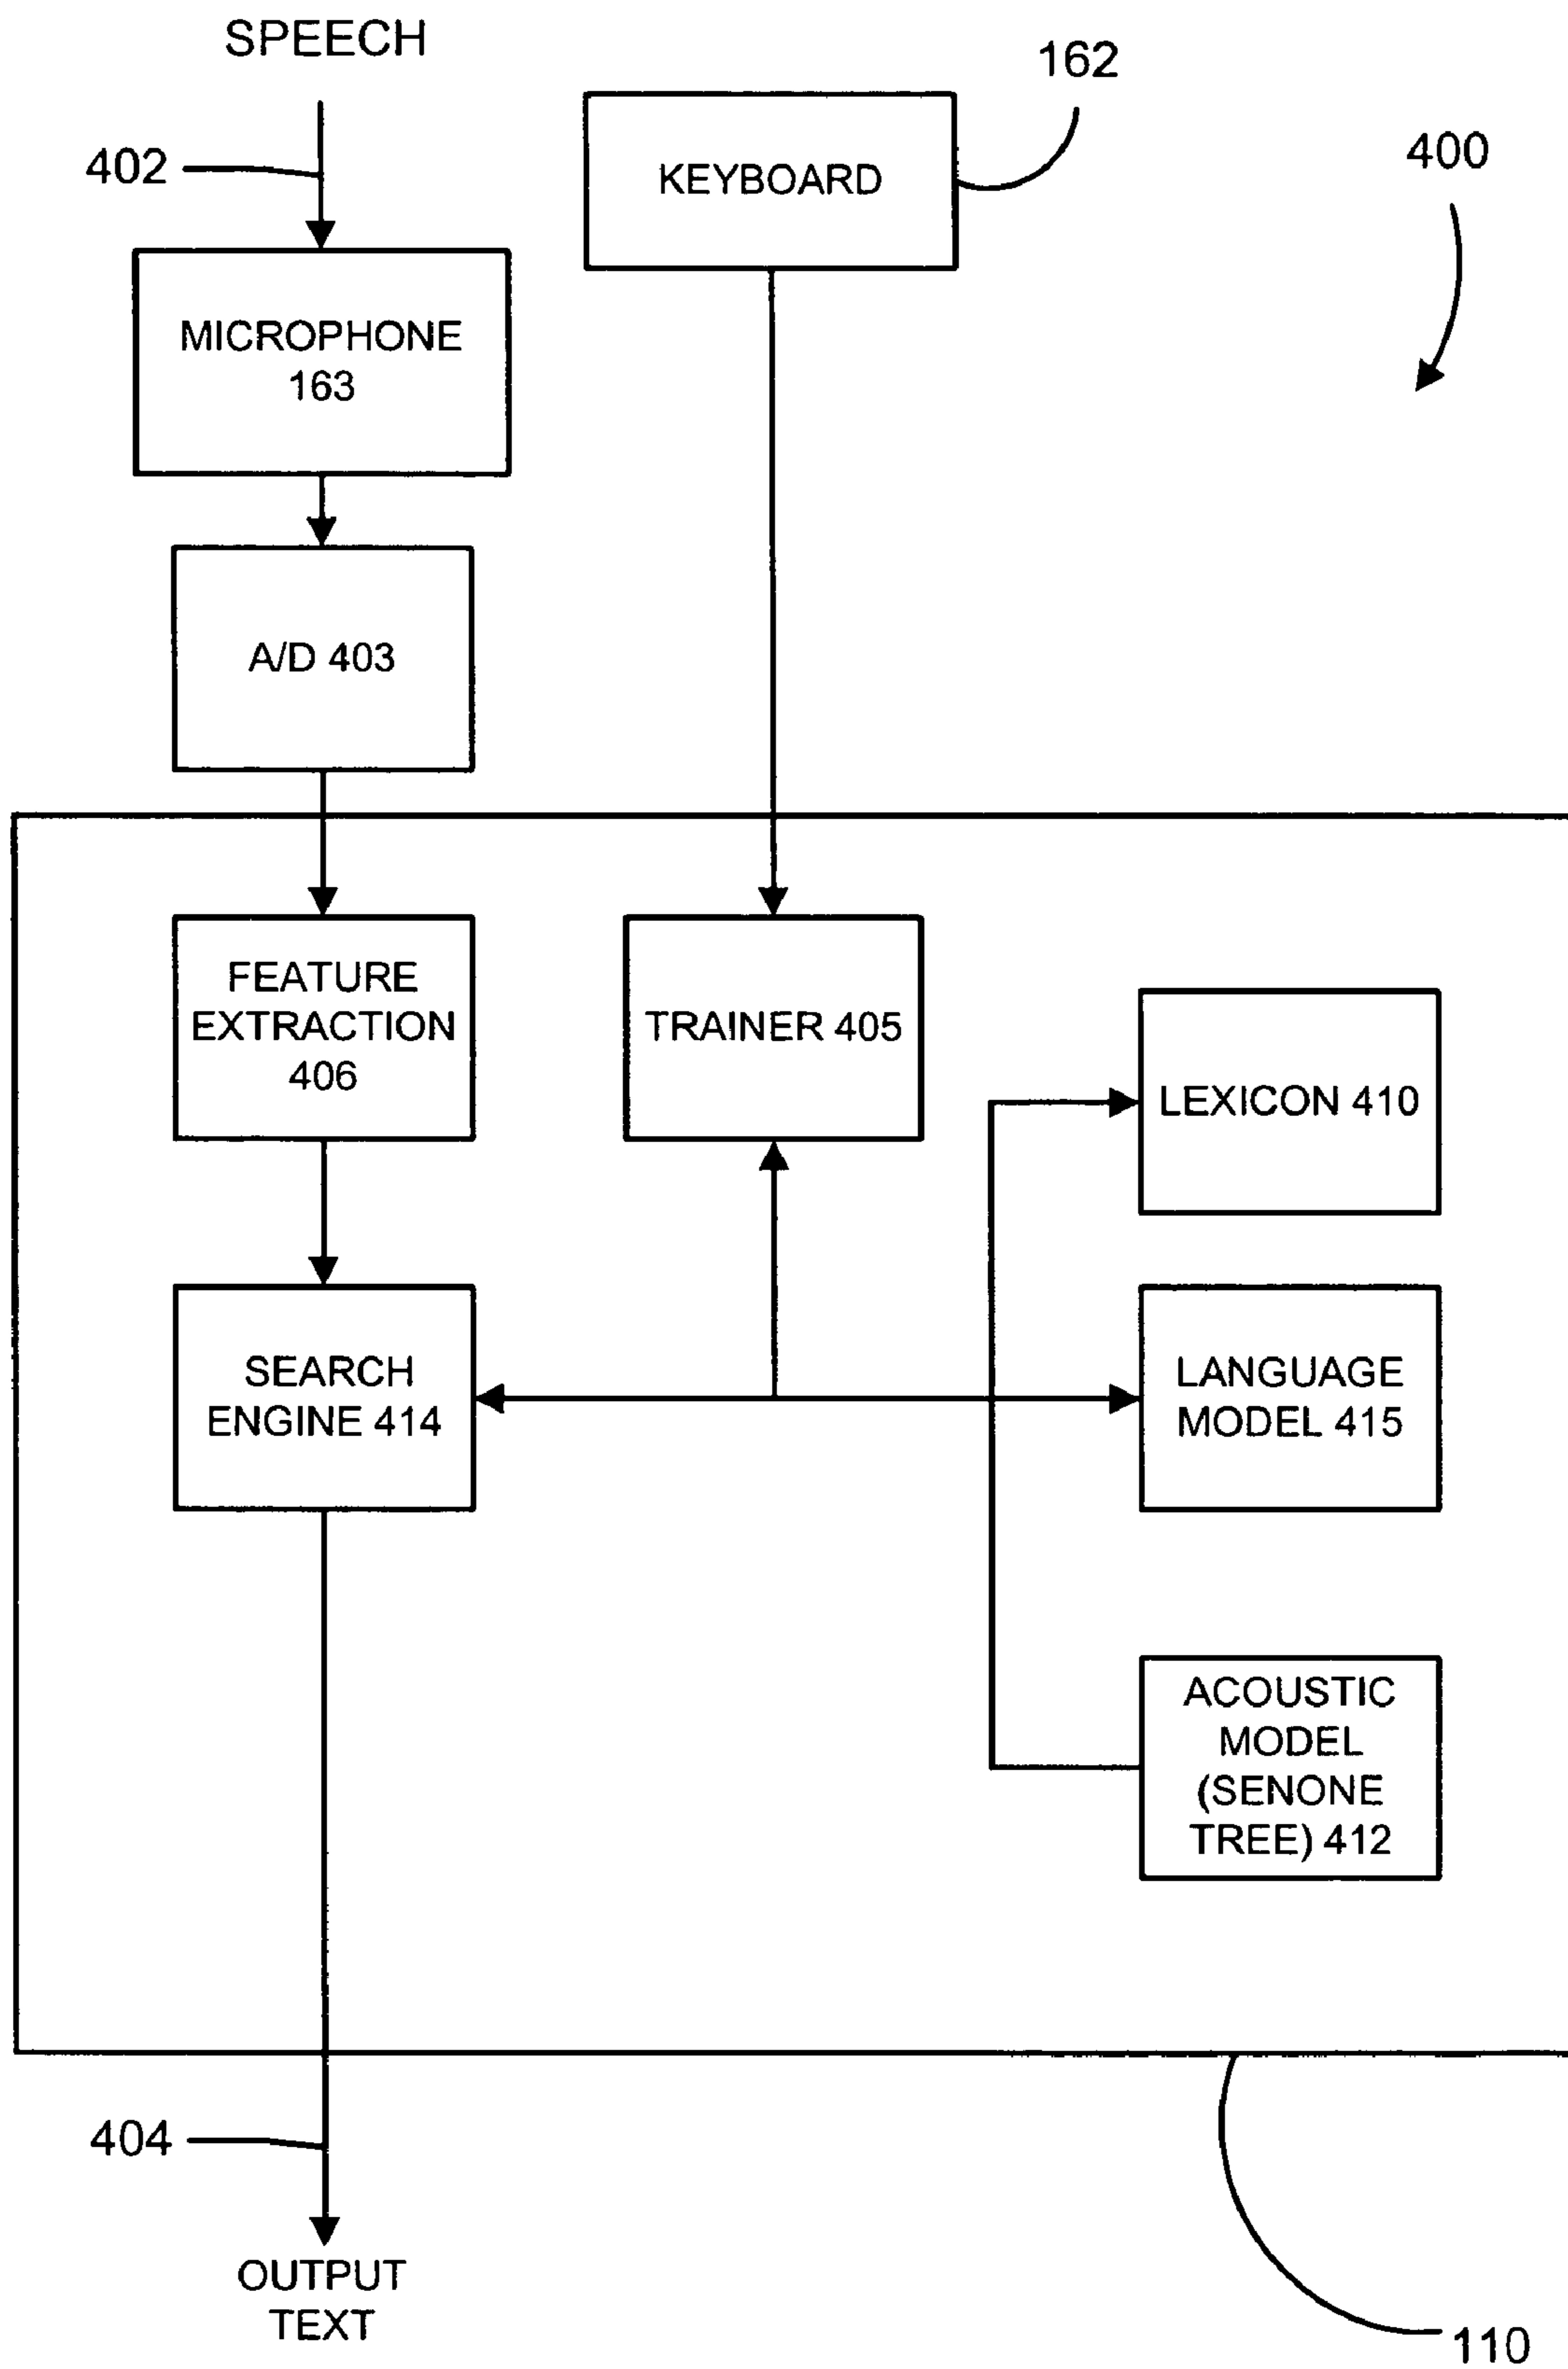 SPEECH
162
402
KEYBOARD
400
MICROPHONE
163
A/D 403
FEATURE
EXTRACTION
406
TRAINER 405
LEXICON 410
SEARCH
ENGINE 414
LANGUAGE
MODEL 415
ACOUSTIC
MODEL
(SENONE
TREE) 412
404
OUTPUT
TEXT
110